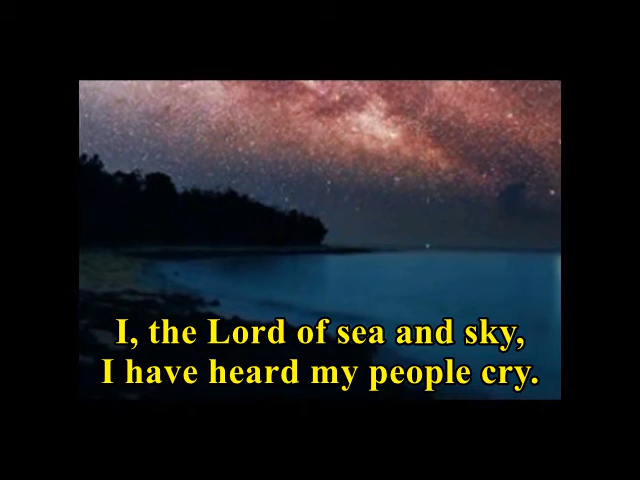 I, the Lord of sea and sky,
I have heard my people cry.